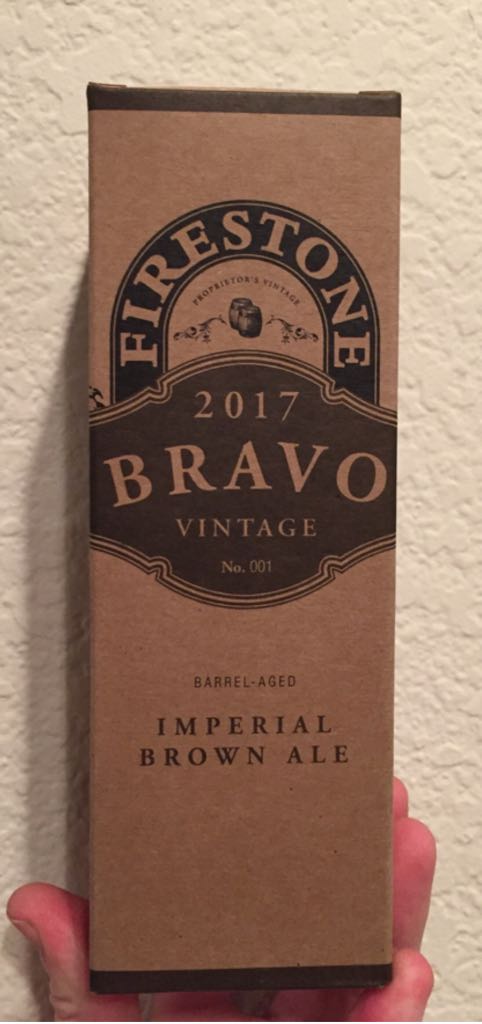 FIRESTONE
PROPRIETOR'S VINTAGE
2017
BRAVO
VINTAGE
No. 001
BARREL-AGED
IMPERIAL
BROWN ALE